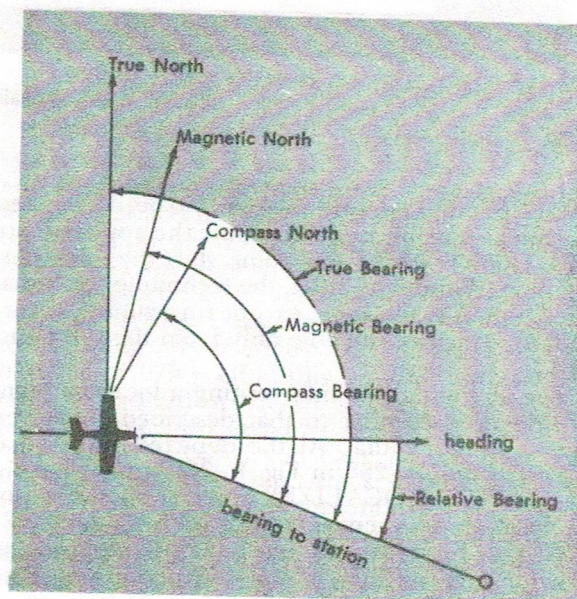 True North
Magnetic North
Compass North
True Bearing
Magnetic Bearing
Compass Bearing
heading
Relative Bearing
bearing to station